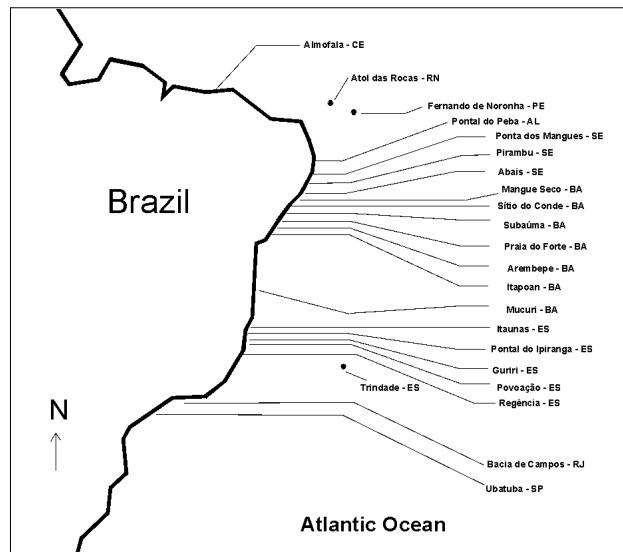 Almofala - CE
Atol das Rocas - RN
Fernando de Noronha - PE
Pontal do Peba - AL
Ponta dos Mangues - SE
Pirambu - SE
Abais - SE
Mangue Seco - BA
Brazil
Sítio do Conde - BA
Subaúma - BA
Praia do Forte - BA
Arembepe - BA
Itapoan - BA
Mucuri - BA
Itaunas - ES
Pontal do Ipiranga - ES
Guriri - ES
Trindade - ES
Povoação - ES
Regência - ES
N
Bacia de Campos - RJ
Ubatuba - SP
Atlantic Ocean